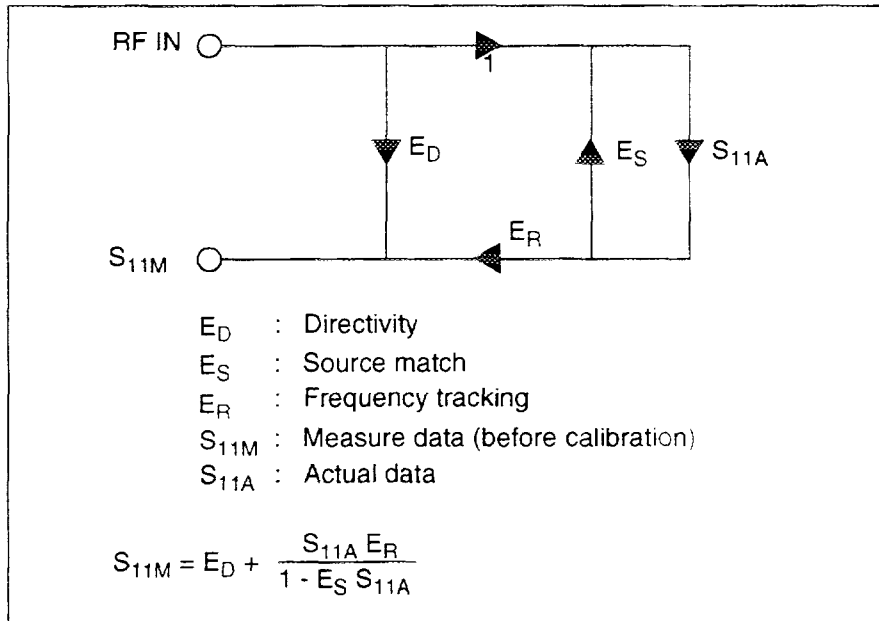 RF IN
1
E_D
E_S
S_11A
E_R
S_11M
E_D : Directivity
E_S : Source match
E_R : Frequency tracking
S_11M : Measure data (before calibration)
S_11A : Actual data
S_11M = E_D + S_11A E_R / 1 - E_S S_11A